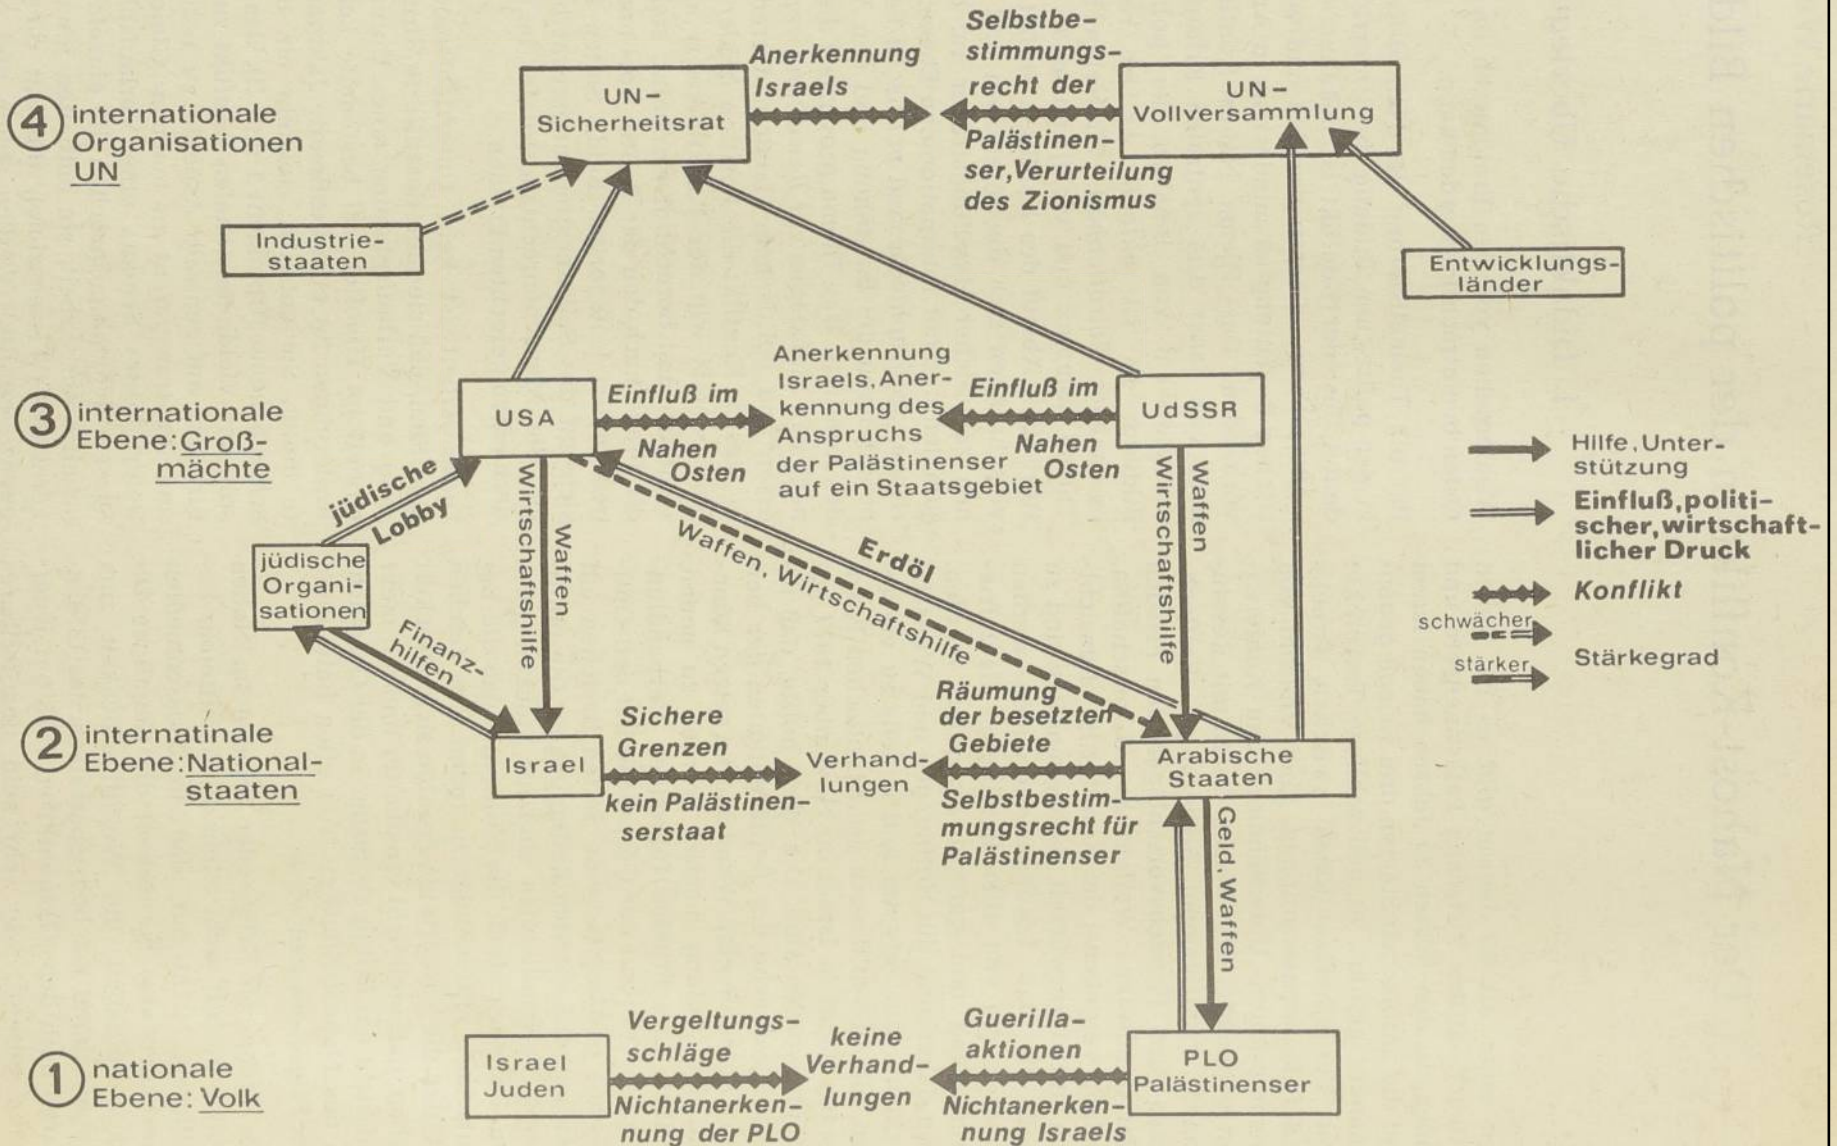 ④ internationale
Organisationen
UN
UN-
Sicherheitsrat
Anerkennung
Israels
Selbstbe-
stimmungs-
recht der
Palästinen-
ser,Verurteilung
des Zionismus
UN-
Vollversammlung
Industrie-
staaten
Entwicklungs-
länder
③ internationale
Ebene:Groß-
mächte
USA
Einfluß im
Nahen
Osten
Anerkennung
Israels,Aner-
kennung des
Anspruchs
der Palästinenser
auf ein Staatsgebiet
Einfluß im
Nahen
Osten
UdSSR
Hilfe,Unter-
stützung
Einfluß,politi-
scher,wirtschaft-
licher Druck
Konflikt
schwächer
stärker
Stärkegrad
jüdische
Lobby
jüdische
Organi-
sationen
Finanz-
hilfen
Wirtschaftshilfe
Waffen
Erdöl
Waffen, Wirtschaftshilfe
Wirtschaftshilfe
Waffen
② internatinale
Ebene:National-
staaten
Israel
Sichere
Grenzen
kein Palästinen-
serstaat
Verhand-
lungen
Räumung
der besetzten
Gebiete
Selbstbestim-
mungsrecht für
Palästinenser
Arabische
Staaten
Geld,Waffen
① nationale
Ebene: Volk
Israel
Juden
Vergeltungs-
schläge
Nichtanerken-
nung der PLO
keine
Verhand-
lungen
Guerilla-
aktionen
Nichtanerken-
nung Israels
PLO
Palästinenser